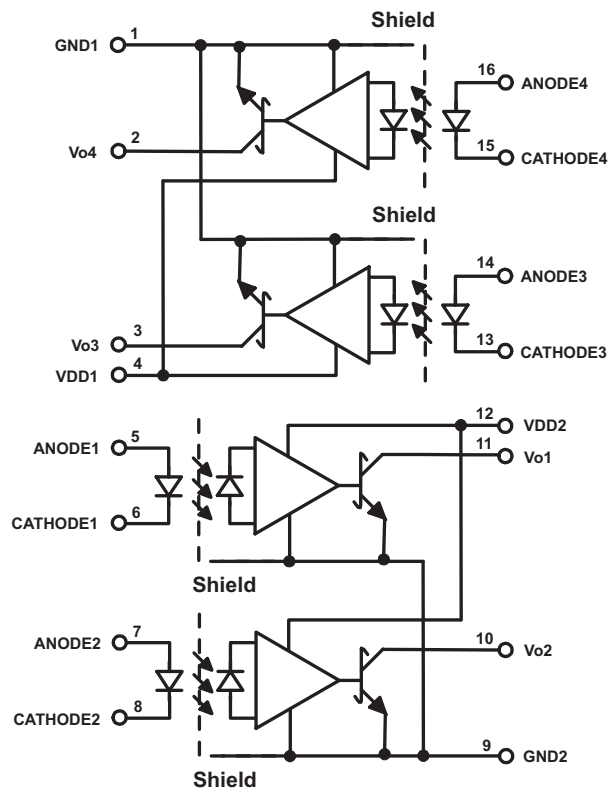 Shield
GND1 1
16 ANODE4
Vo4 2
15 CATHODE4
Shield
14 ANODE3
Vo3 3
13 CATHODE3
VDD1 4
12 VDD2
ANODE1 5
11 Vo1
CATHODE1 6
Shield
ANODE2 7
10 Vo2
CATHODE2 8
9 GND2
Shield